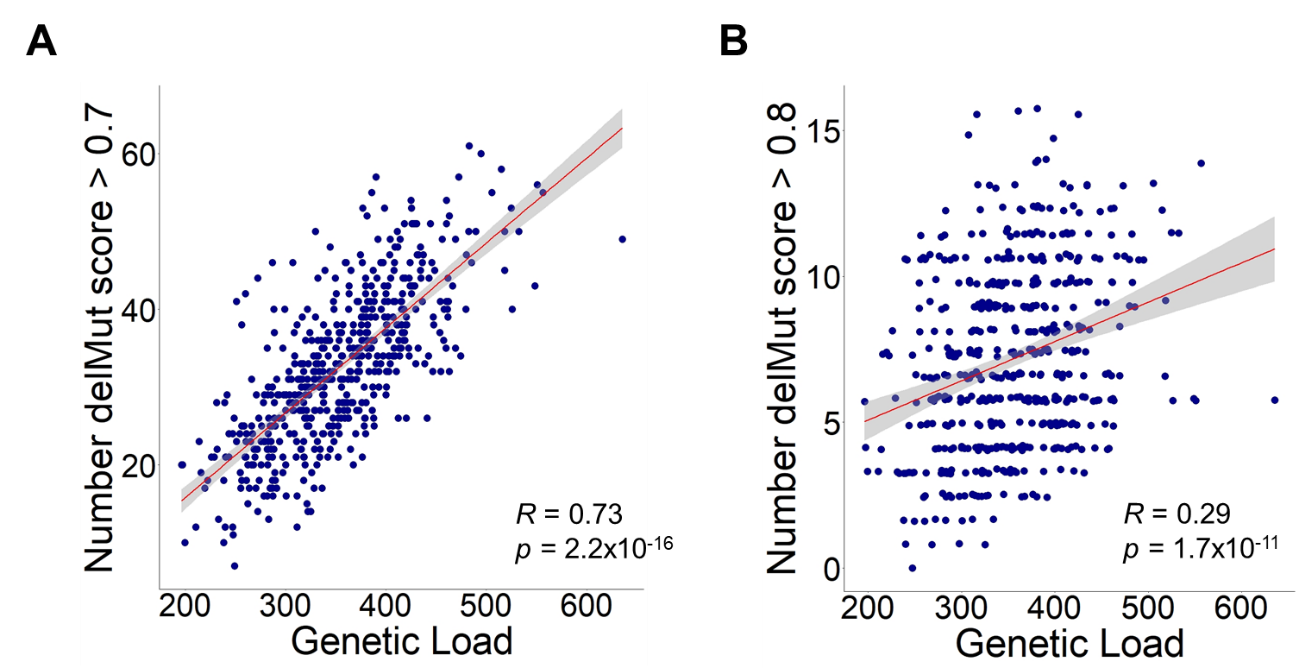 A
Number delMut score > 0.7
60
40
20
R = 0.73
p = 2.2x10-16
200 300 400 500 600
Genetic Load
B
Number delMut score > 0.8
15
10
5
0
R = 0.29
p = 1.7x10-11
200 300 400 500 600
Genetic Load